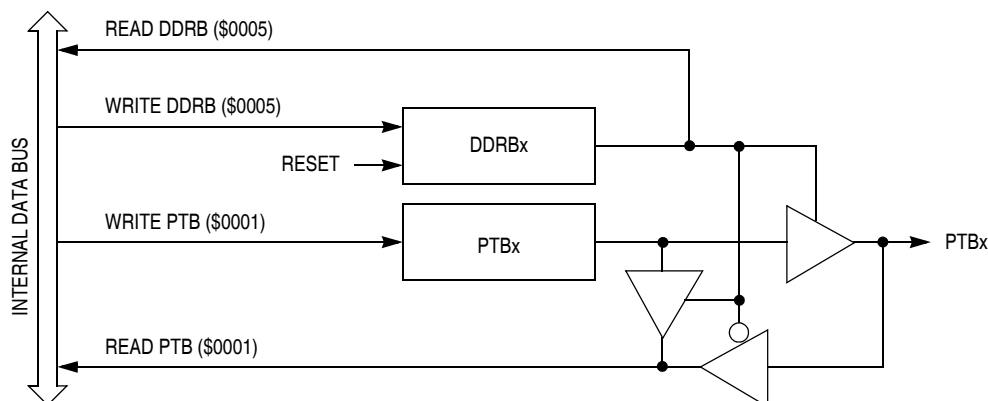 READ DDRB ($0005)
WRITE DDRB ($0005)
DDRBx
RESET
INTERNAL DATA BUS
WRITE PTB ($0001)
PTBx
PTBx
READ PTB ($0001)